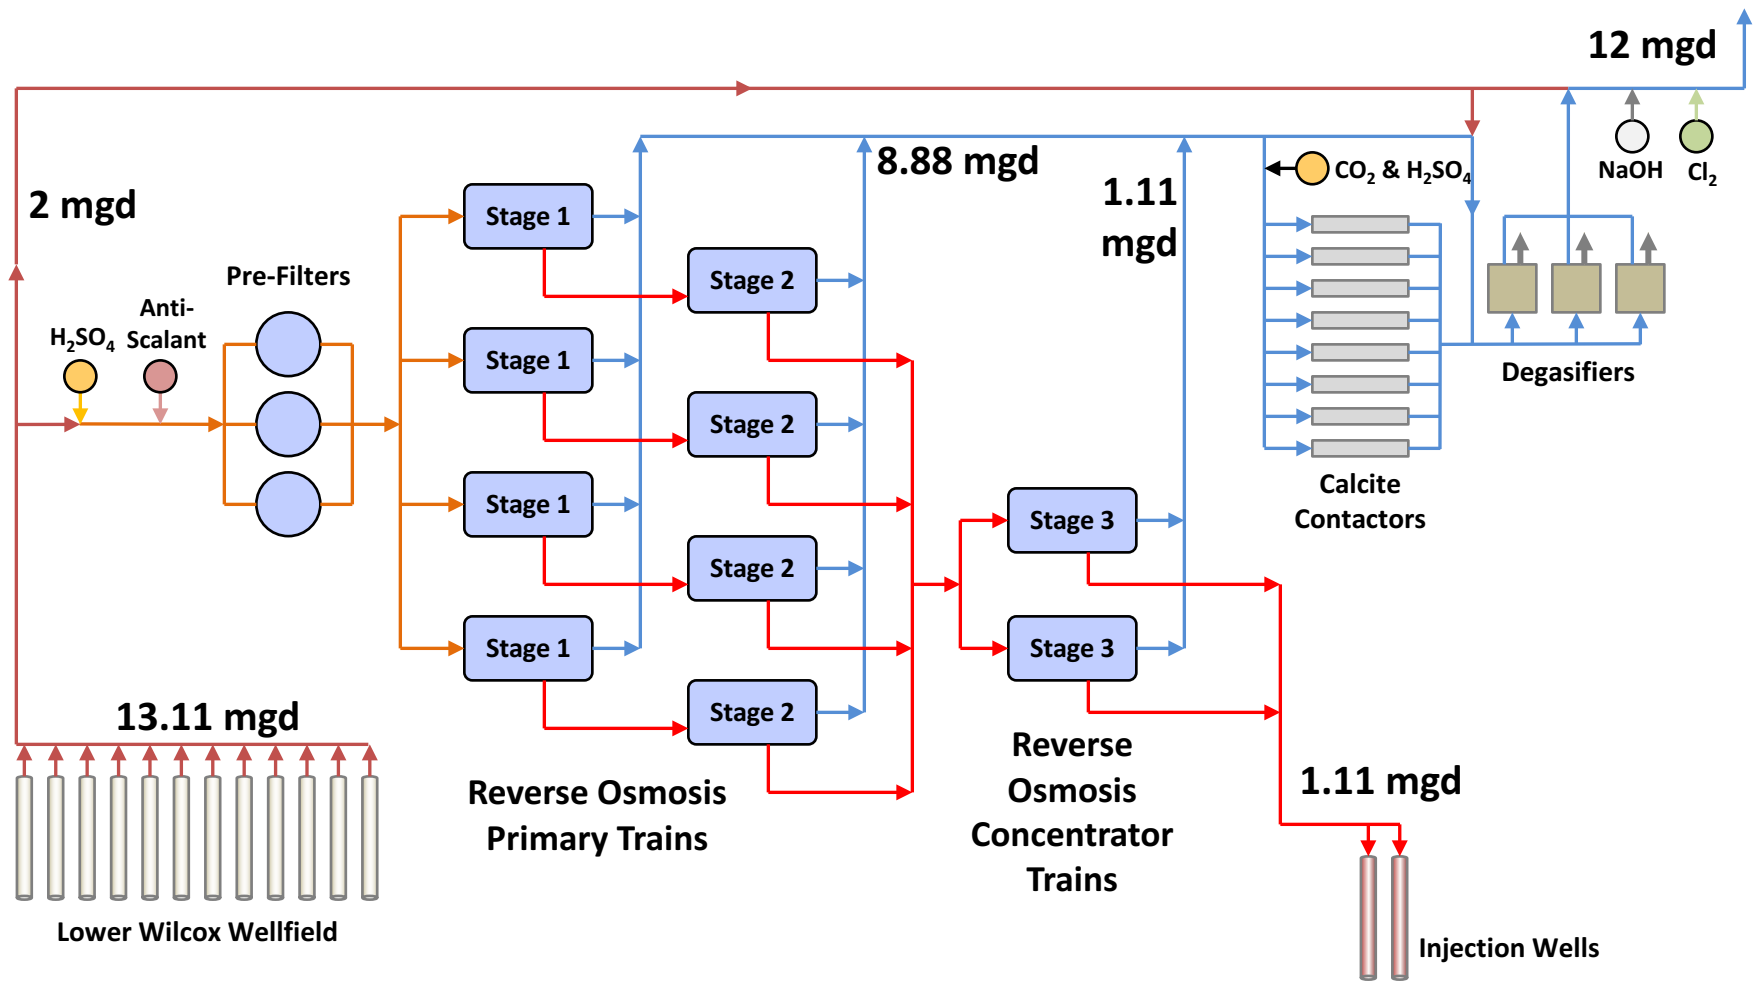 12 mgd
8.88 mgd
CO₂ & H₂SO₄
NaOH
Cl₂
1.11
mgd
2 mgd
Stage 1
Pre-Filters
Stage 2
Anti-
Scalant
H₂SO₄
Stage 1
Degasifiers
Stage 2
Calcite
Contactors
Stage 1
Stage 3
Stage 2
Stage 1
Stage 3
13.11 mgd
Stage 2
Reverse Osmosis
Primary Trains
Reverse
Osmosis
Concentrator
Trains
1.11 mgd
Lower Wilcox Wellfield
Injection Wells